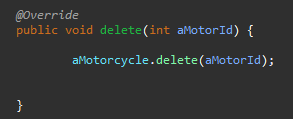 @Override
public void delete(int aMotorId) {
aMotorcycle.delete(aMotorId);
}